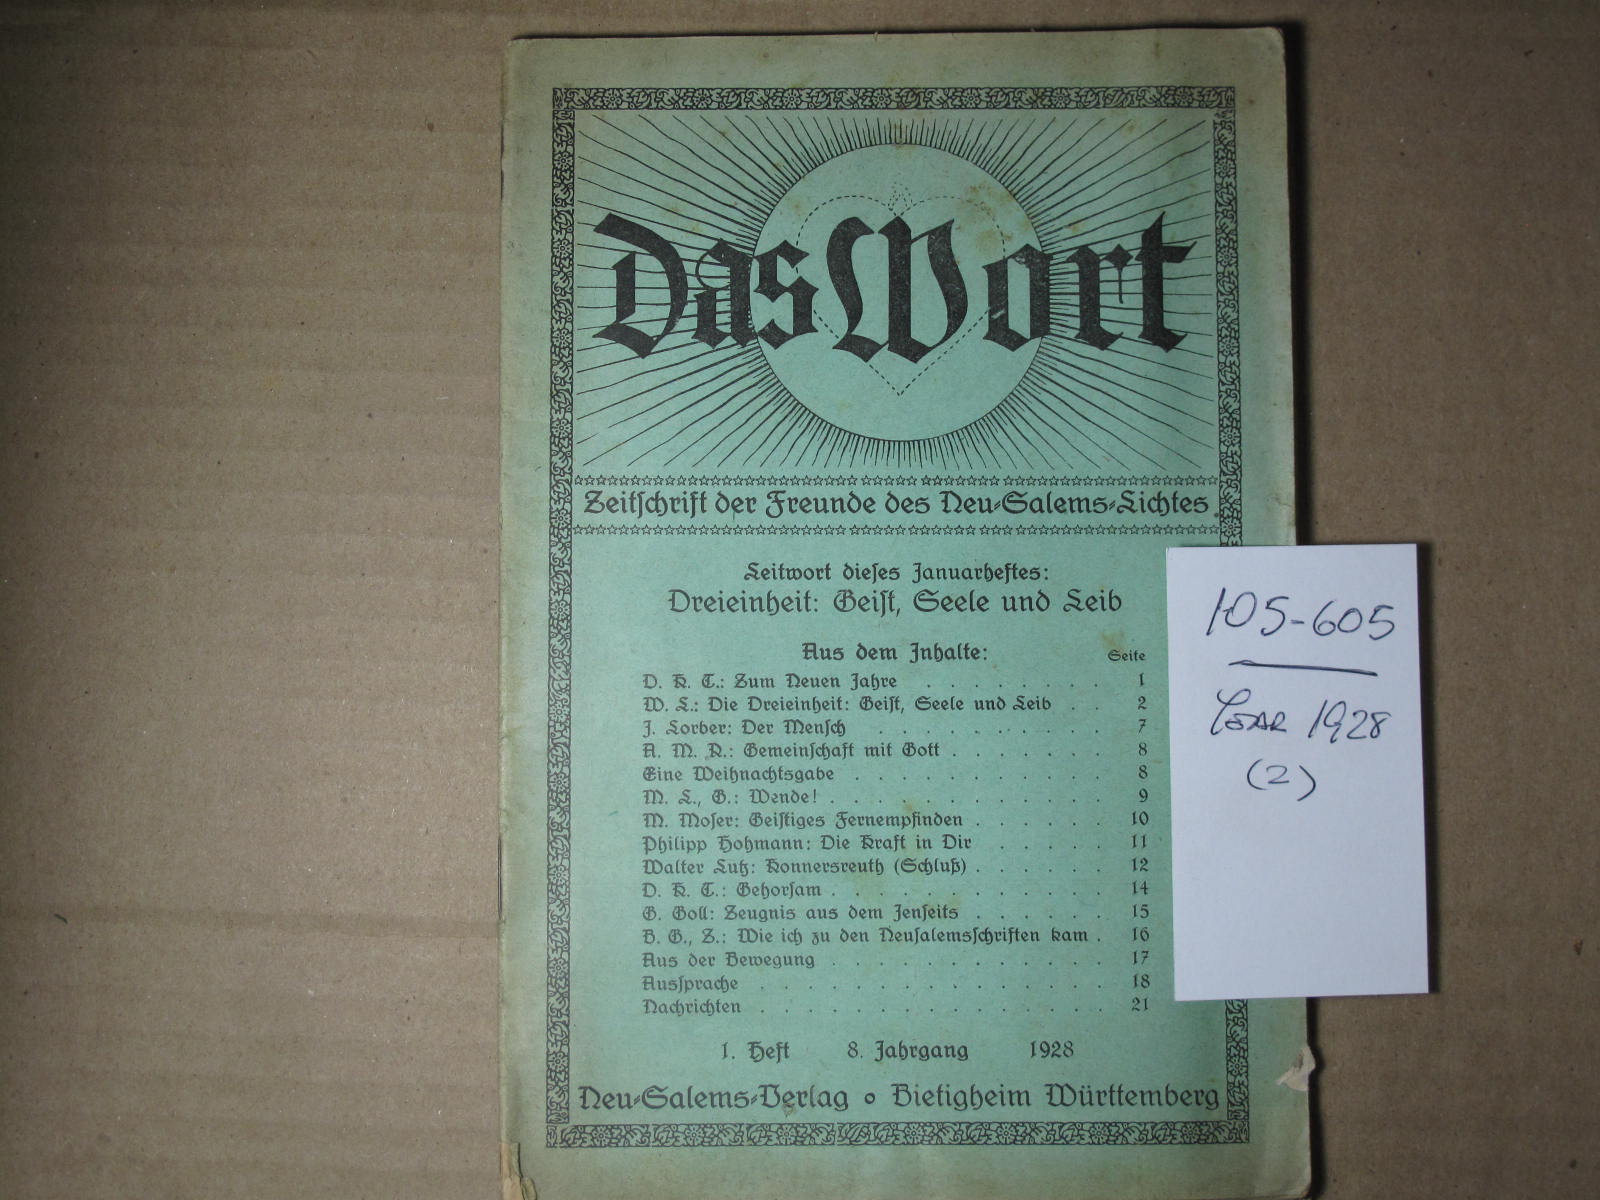 Das Wort
Zeitschrift der Freunde des Neu-Salems-Lichtes
Leitwort dieses Januarheftes:
Dreieinheit: Geist, Seele und Leib
Aus dem Inhalte: Seite
D. K. T.: Zum Neuen Jahre . . . . . . . . 1
W. L.: Die Dreieinheit: Geist, Seele und Leib . . 2
J. Lorber: Der Mensch . . . . . . . . . . 7
A. M. K.: Gemeinschaft mit Gott . . . . . . . 8
Eine Weihnachtsgabe . . . . . . . . . . . 8
M. L., G.: Wende! . . . . . . . . . . . . 9
M. Moser: Geistiges Fernempfinden . . . . . . 10
Philipp Hohmann: Die Kraft in Dir . . . . . 11
Walter Lutz: Konnersreuth (Schluß) . . . . . . 12
D. K. T.: Gehorsam . . . . . . . . . . . . 14
G. Goll: Zeugnis aus dem Jenseits . . . . . . 15
B. G., Z.: Wie ich zu den Neusalemsschriften kam . 16
Aus der Bewegung . . . . . . . . . . . . 17
Aussprache . . . . . . . . . . . . . . . 18
Nachrichten . . . . . . . . . . . . . . . 21
1. Heft 8. Jahrgang 1928
Neu-Salems-Verlag o Bietigheim Württemberg
105-605
YEAR 1928
(2)